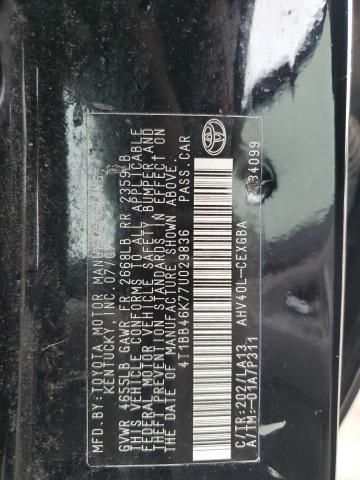 MFD.BY:TOYOTA MOTOR MANUFACTURING,
KENTUCKY INC. 07/06
GVWR 4655LB GAWR FR 2668LB RR 2359LB
THIS VEHICLE CONFORMS TO ALL APPLICABLE
FEDERAL MOTOR VEHICLE SAFETY, BUMPER AND
THEFT PREVENTION STANDARDS IN EFFECT ON
THE DATE OF MANUFACTURE SHOWN ABOVE.
4T1BB46K77U029836 PASS.CAR
AHV40L-CEXGBA
C/TR:202/LA13
A/TM:-01A/P311
34099